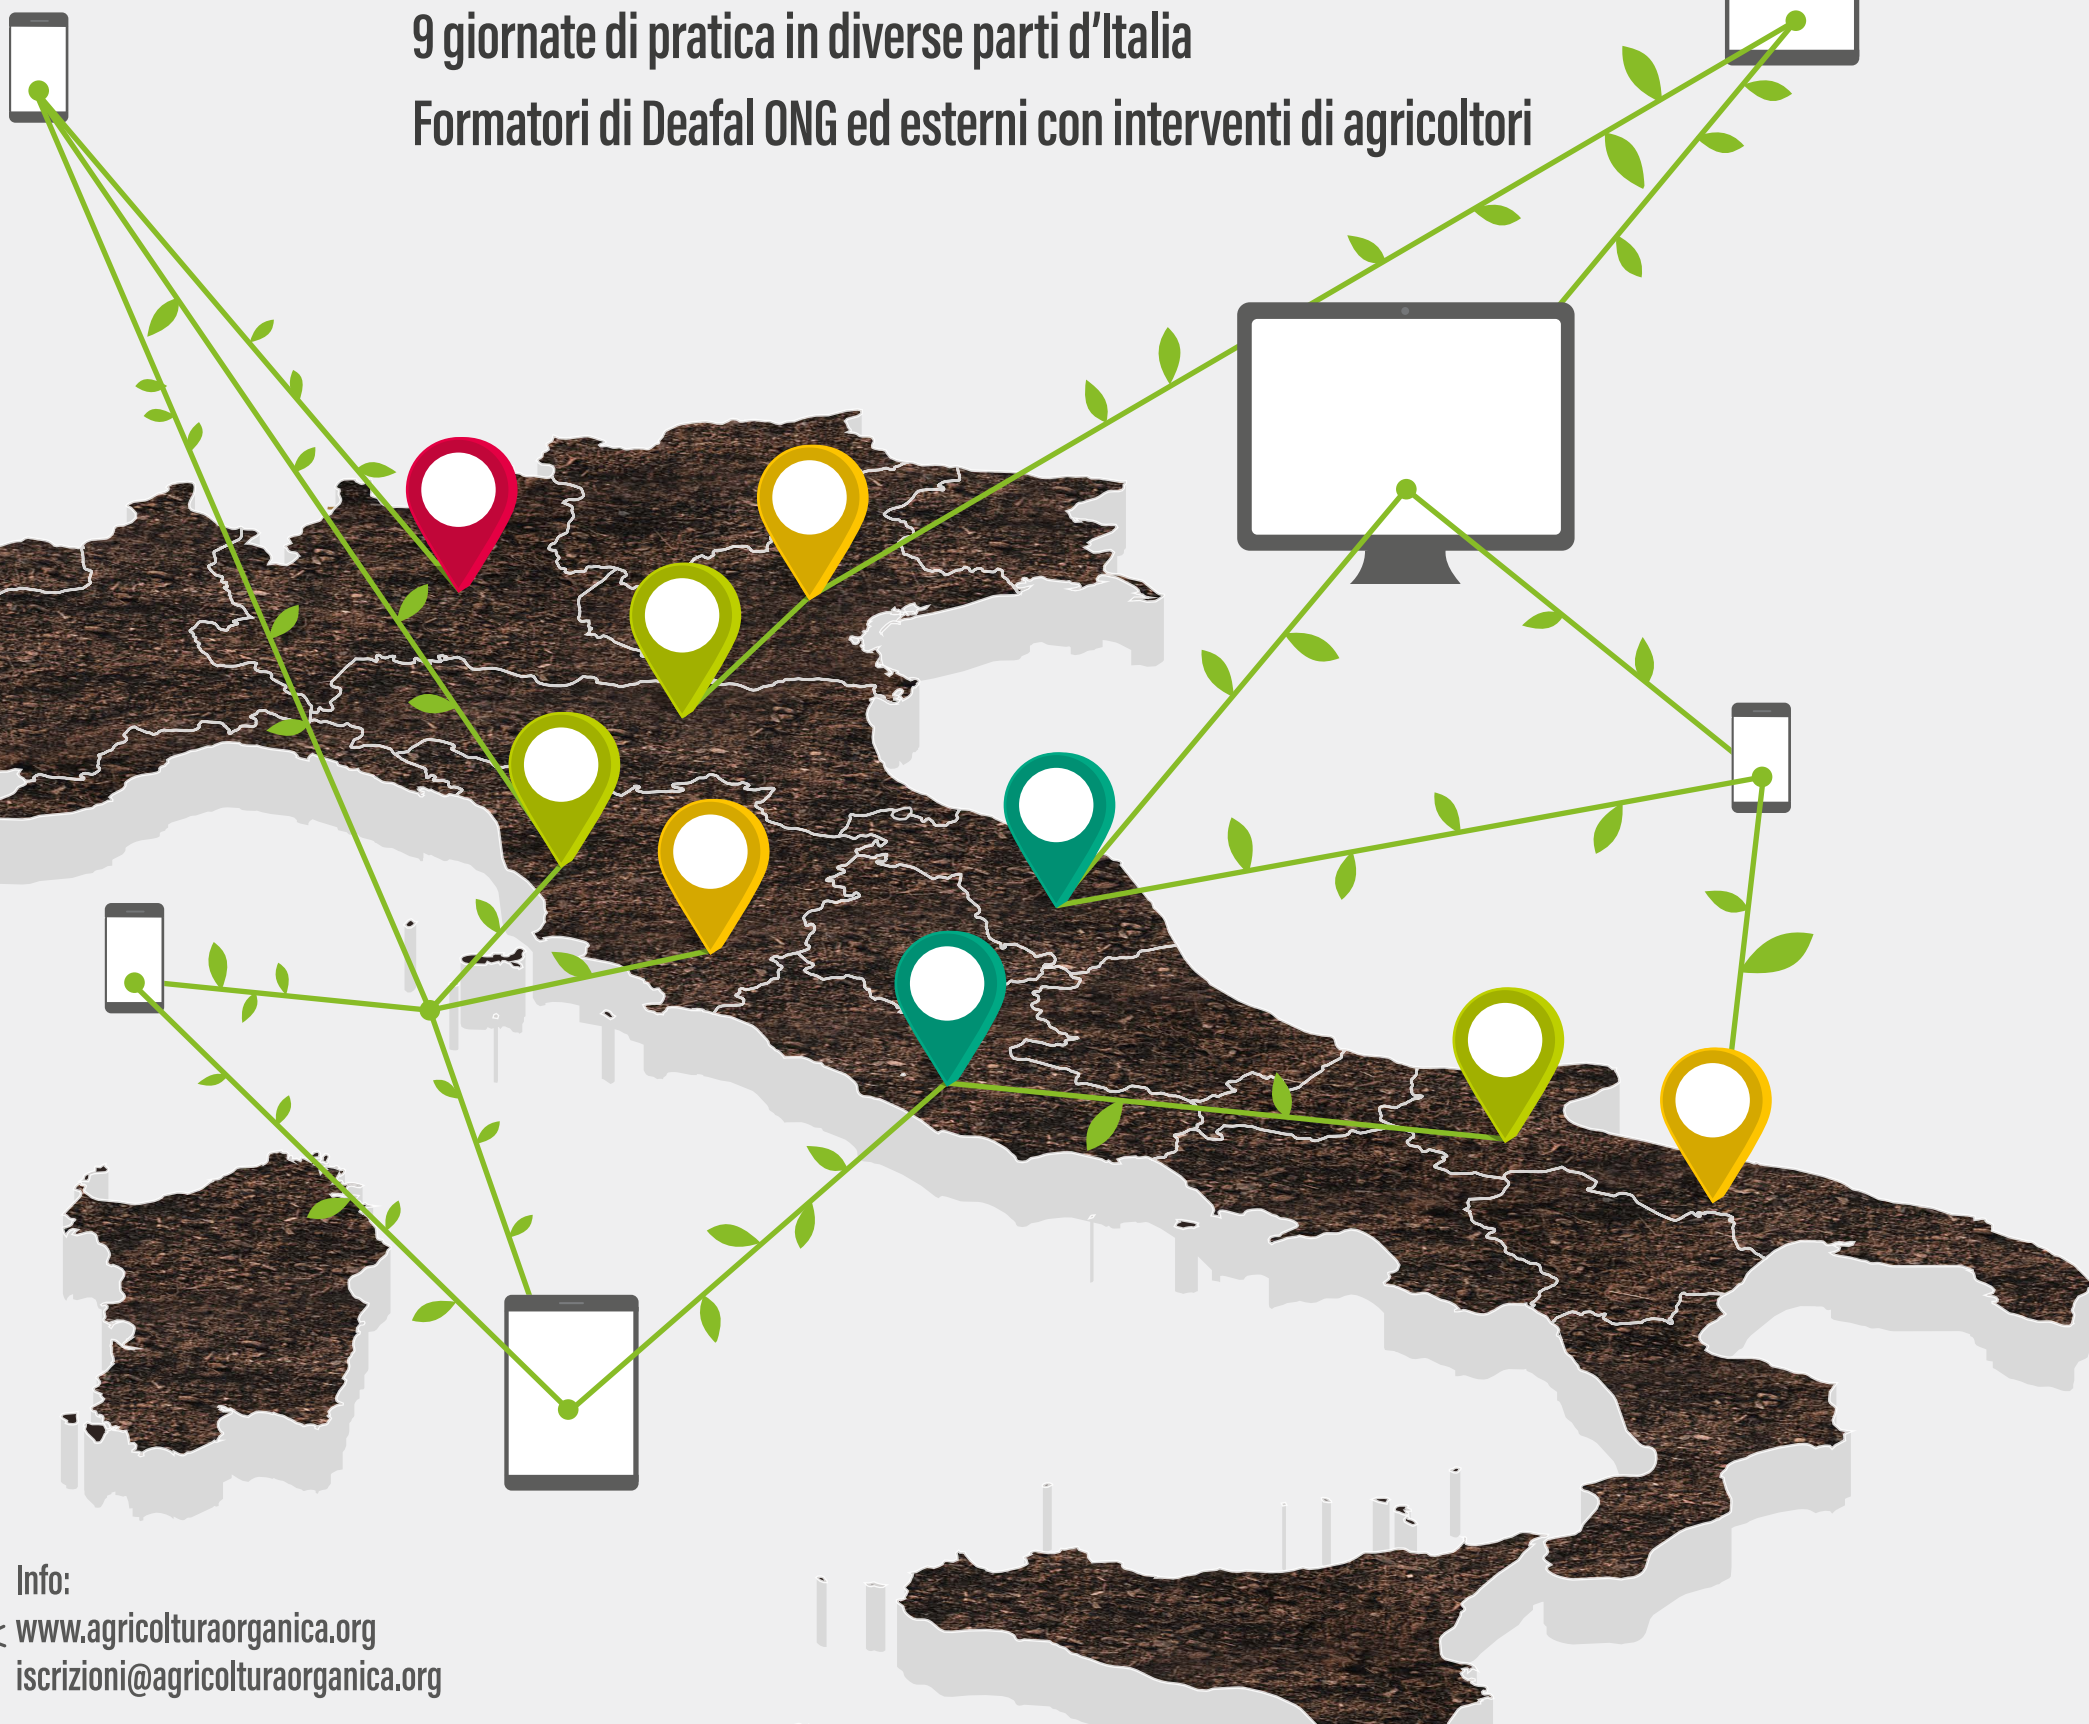 9 giornate di pratica in diverse parti d'Italia
Formatori di Deafal ONG ed esterni con interventi di agricoltori
Info:
www.agricolturaorganica.org
iscrizioni@agricolturaorganica.org